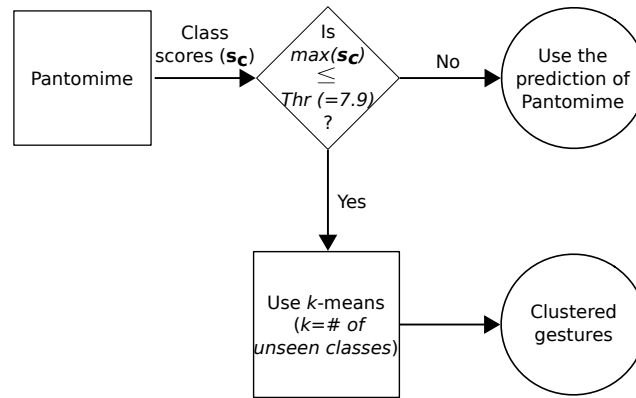 Pantomime
Class
scores (sc)
Is
max(sc)
≤
Thr (=7.9)
?
No
Use the
prediction of
Pantomime
Yes
Use k-means
(k=# of
unseen classes)
Clustered
gestures